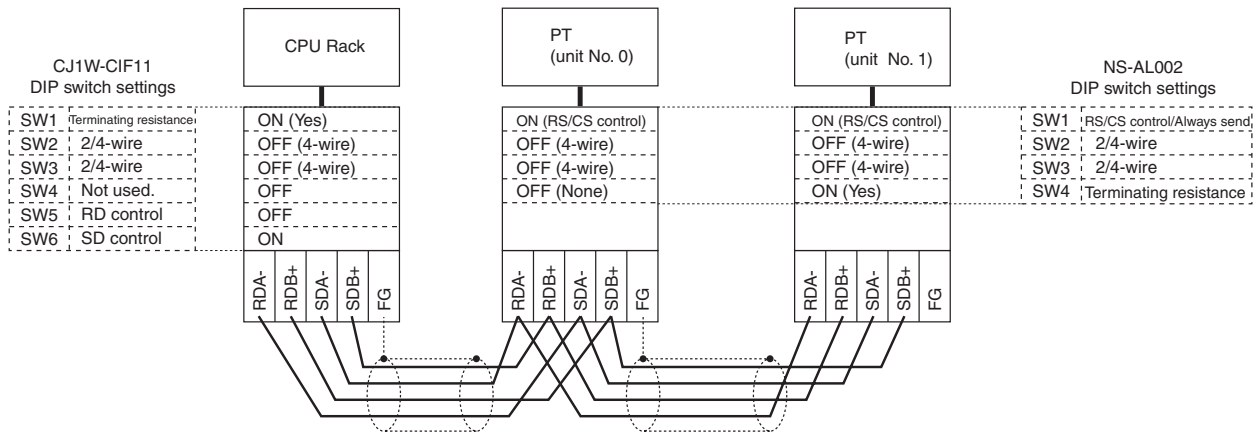 CPU Rack
PT
(unit No. 0)
PT
(unit No. 1)
CJ1W-CIF11
DIP switch settings
NS-AL002
DIP switch settings
SW1 Terminating resistance
SW2 2/4-wire
SW3 2/4-wire
SW4 Not used.
SW5 RD control
SW6 SD control
ON (Yes)
OFF (4-wire)
OFF (4-wire)
OFF
OFF
ON
ON (RS/CS control)
OFF (4-wire)
OFF (4-wire)
OFF (None)
ON (RS/CS control)
OFF (4-wire)
OFF (4-wire)
ON (Yes)
SW1 RS/CS control/Always send
SW2 2/4-wire
SW3 2/4-wire
SW4 Terminating resistance
RDA-
RDB+
SDA-
SDB+
FG
RDA-
RDB+
SDA-
SDB+
FG
RDA-
RDB+
SDA-
SDB+
FG